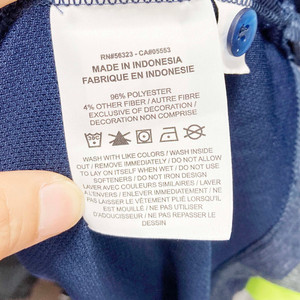 RN#56323 - CA#05553
MADE IN INDONESIA
FABRIQUE EN INDONESIE
96% POLYESTER
4% OTHER FIBER / AUTRE FIBRE
EXCLUSIVE OF DECORATION /
DECORATION NON COMPRISE
WASH WITH LIKE COLORS / WASH INSIDE
OUT / REMOVE IMMEDIATELY / DO NOT ALLOW
TO LAY ON ITSELF WHEN WET / DO NOT USE
SOFTENERS / DO NOT IRON DESIGN
LAVER AVEC COULEURS SIMILAIRES / LAVER
A L'ENVERS / ENLEVER IMMEDIATEMENT / NE
PAS LAISSER LE VÊTEMENT PLIÉ LORSQU'IL
EST MOUILLÉ / NE PAS UTILISER
D'ADOUCISSEUR / NE PAS REPASSER LE
DESSIN